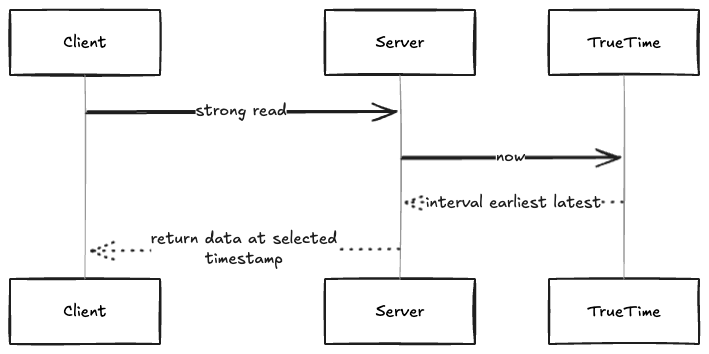 Client
Server
TrueTime
strong read
now
interval earliest latest
return data at selected
timestamp
Client
Server
TrueTime